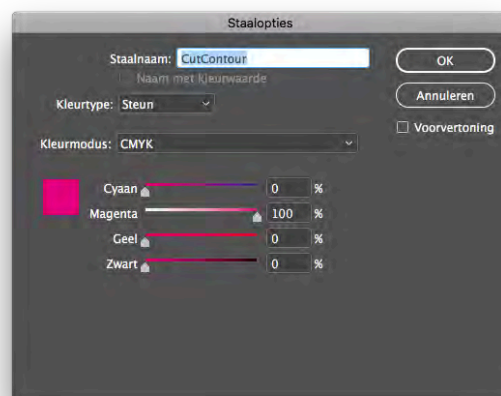 Staalopties
Staalnaam: CutContour
Naam met kleurwaarde
Kleurtype: Steun
Kleurmodus: CMYK
Cyaan 0 %
Magenta 100 %
Geel 0 %
Zwart 0 %
OK
Annuleren
Voorvertoning